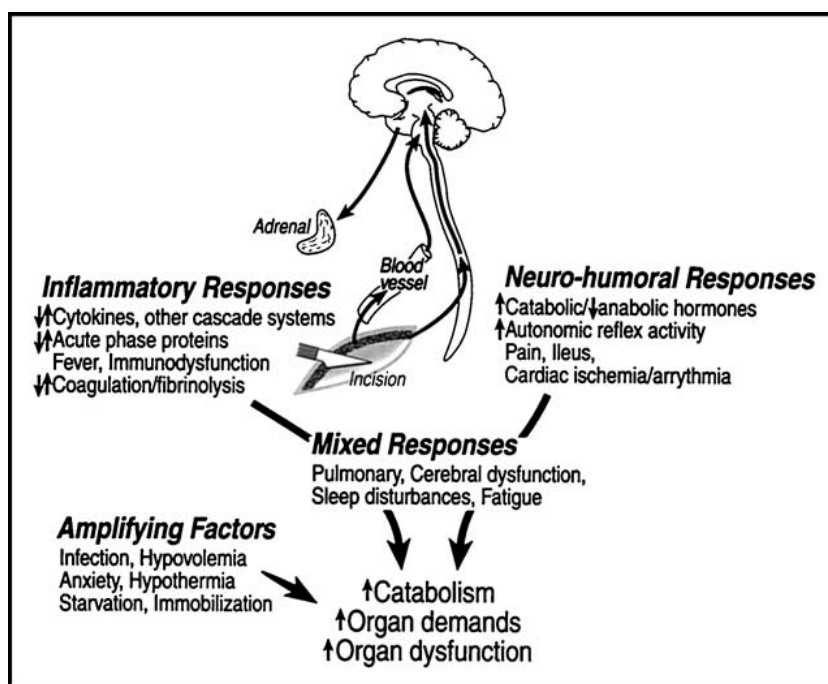 Adrenal
Blood
vessel
Incision
Inflammatory Responses
↓↑Cytokines, other cascade systems
↓↑Acute phase proteins
Fever, Immunodysfunction
↓↑Coagulation/fibrinolysis
Neuro-humoral Responses
↑Catabolic/↓anabolic hormones
↑Autonomic reflex activity
Pain, Ileus,
Cardiac ischemia/arrythmia
Mixed Responses
Pulmonary, Cerebral dysfunction,
Sleep disturbances, Fatigue
Amplifying Factors
Infection, Hypovolemia
Anxiety, Hypothermia
Starvation, Immobilization
↑Catabolism
↑Organ demands
↑Organ dysfunction